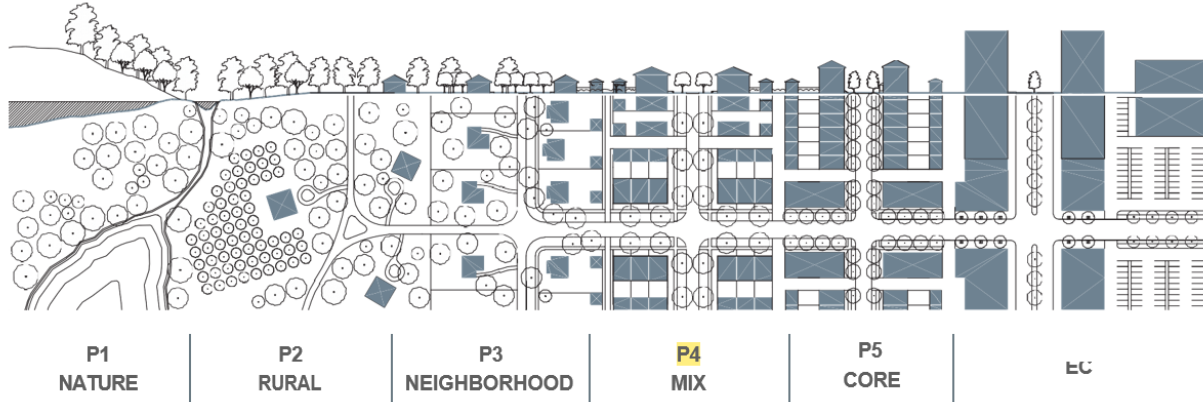 P1
NATURE
P2
RURAL
P3
NEIGHBORHOOD
P4
MIX
P5
CORE
EC